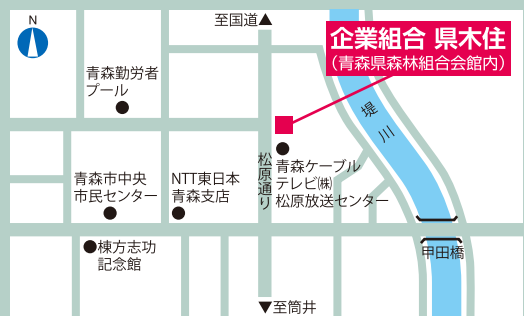 N
至国道▲
企業組合 県木住
(青森県森林組合会館内)
青森勤労者
プール
堤川
松原通り
青森ケーブル
テレビ㈱
松原放送センター
青森市中央
市民センター
NTT東日本
青森支店
棟方志功
記念館
甲田橋
▼至筒井